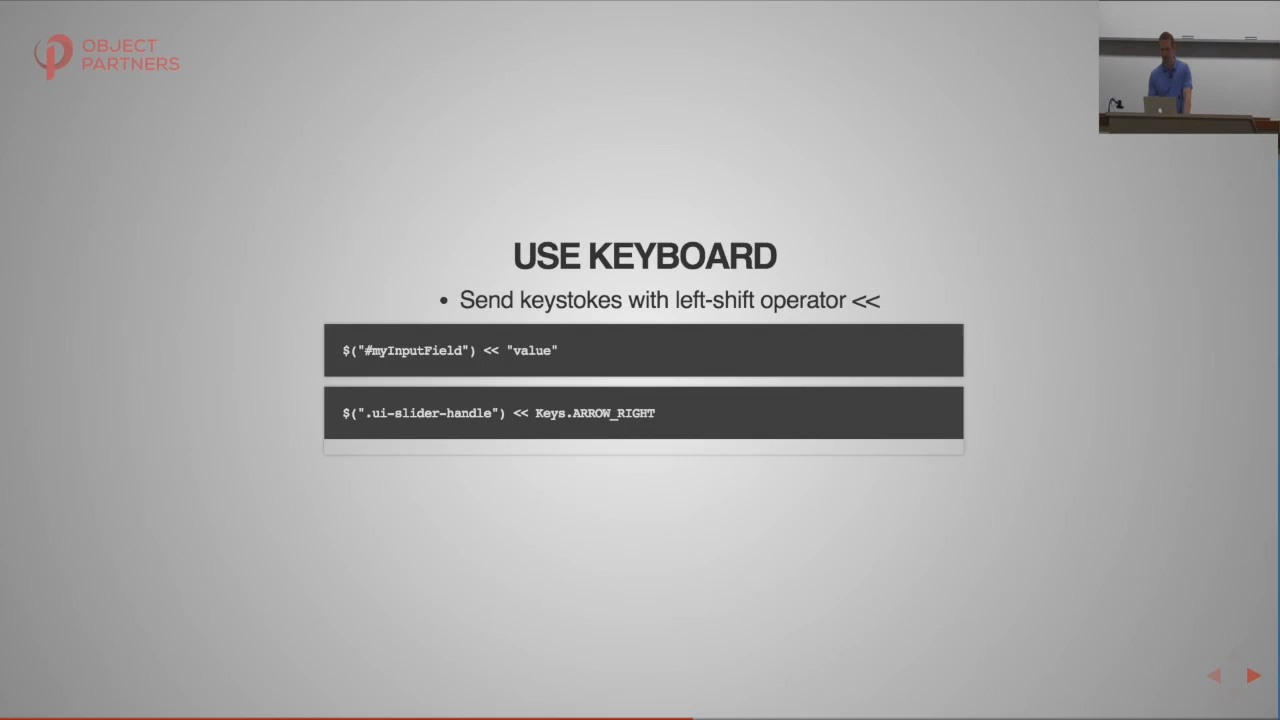 OBJECT
PARTNERS
USE KEYBOARD
• Send keystokes with left-shift operator <<
$("#myInputField") << "value"
$(".ui-slider-handle") << Keys.ARROW_RIGHT